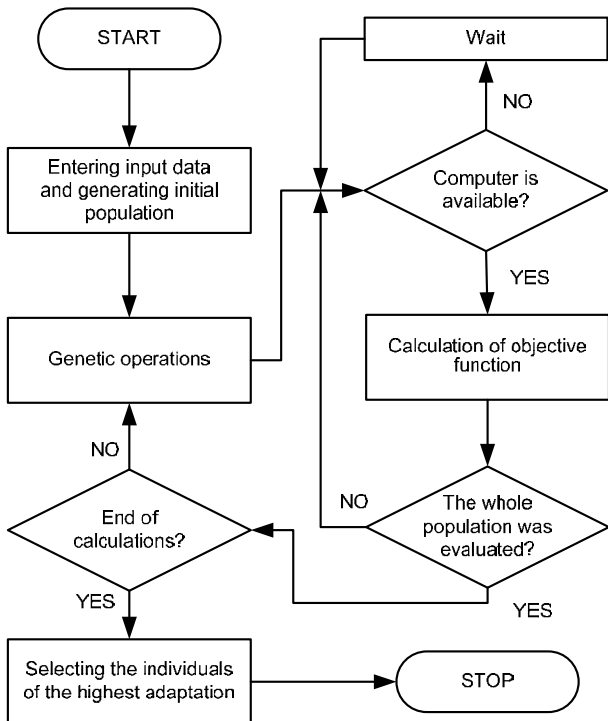 START
Entering input data
and generating initial
population
Genetic operations
NO
End of
calculations?
YES
Selecting the individuals
of the highest adaptation
Wait
NO
Computer is
available?
YES
Calculation of objective
function
NO
The whole
population was
evaluated?
YES
STOP